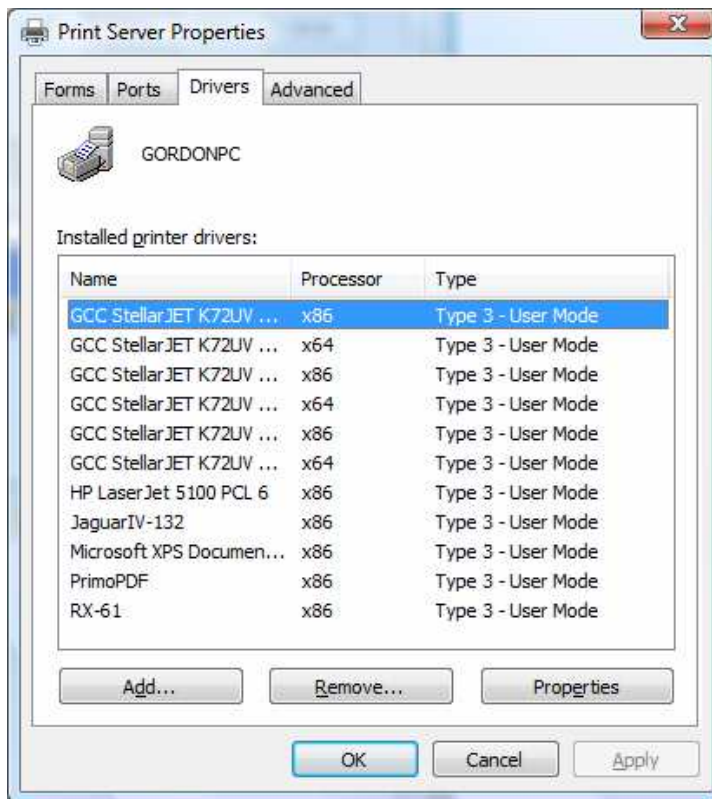 Print Server Properties
Forms Ports Drivers Advanced
GORDONPC
Installed printer drivers:
Name Processor Type
GCC StellarJET K72UV ... x86 Type 3 - User Mode
GCC StellarJET K72UV ... x64 Type 3 - User Mode
GCC StellarJET K72UV ... x86 Type 3 - User Mode
GCC StellarJET K72UV ... x64 Type 3 - User Mode
GCC StellarJET K72UV ... x86 Type 3 - User Mode
GCC StellarJET K72UV ... x64 Type 3 - User Mode
HP LaserJet 5100 PCL 6 x86 Type 3 - User Mode
JaguarIV-132 x86 Type 3 - User Mode
Microsoft XPS Documen... x86 Type 3 - User Mode
PrimoPDF x86 Type 3 - User Mode
RX-61 x86 Type 3 - User Mode
Add... Remove... Properties
OK Cancel Apply